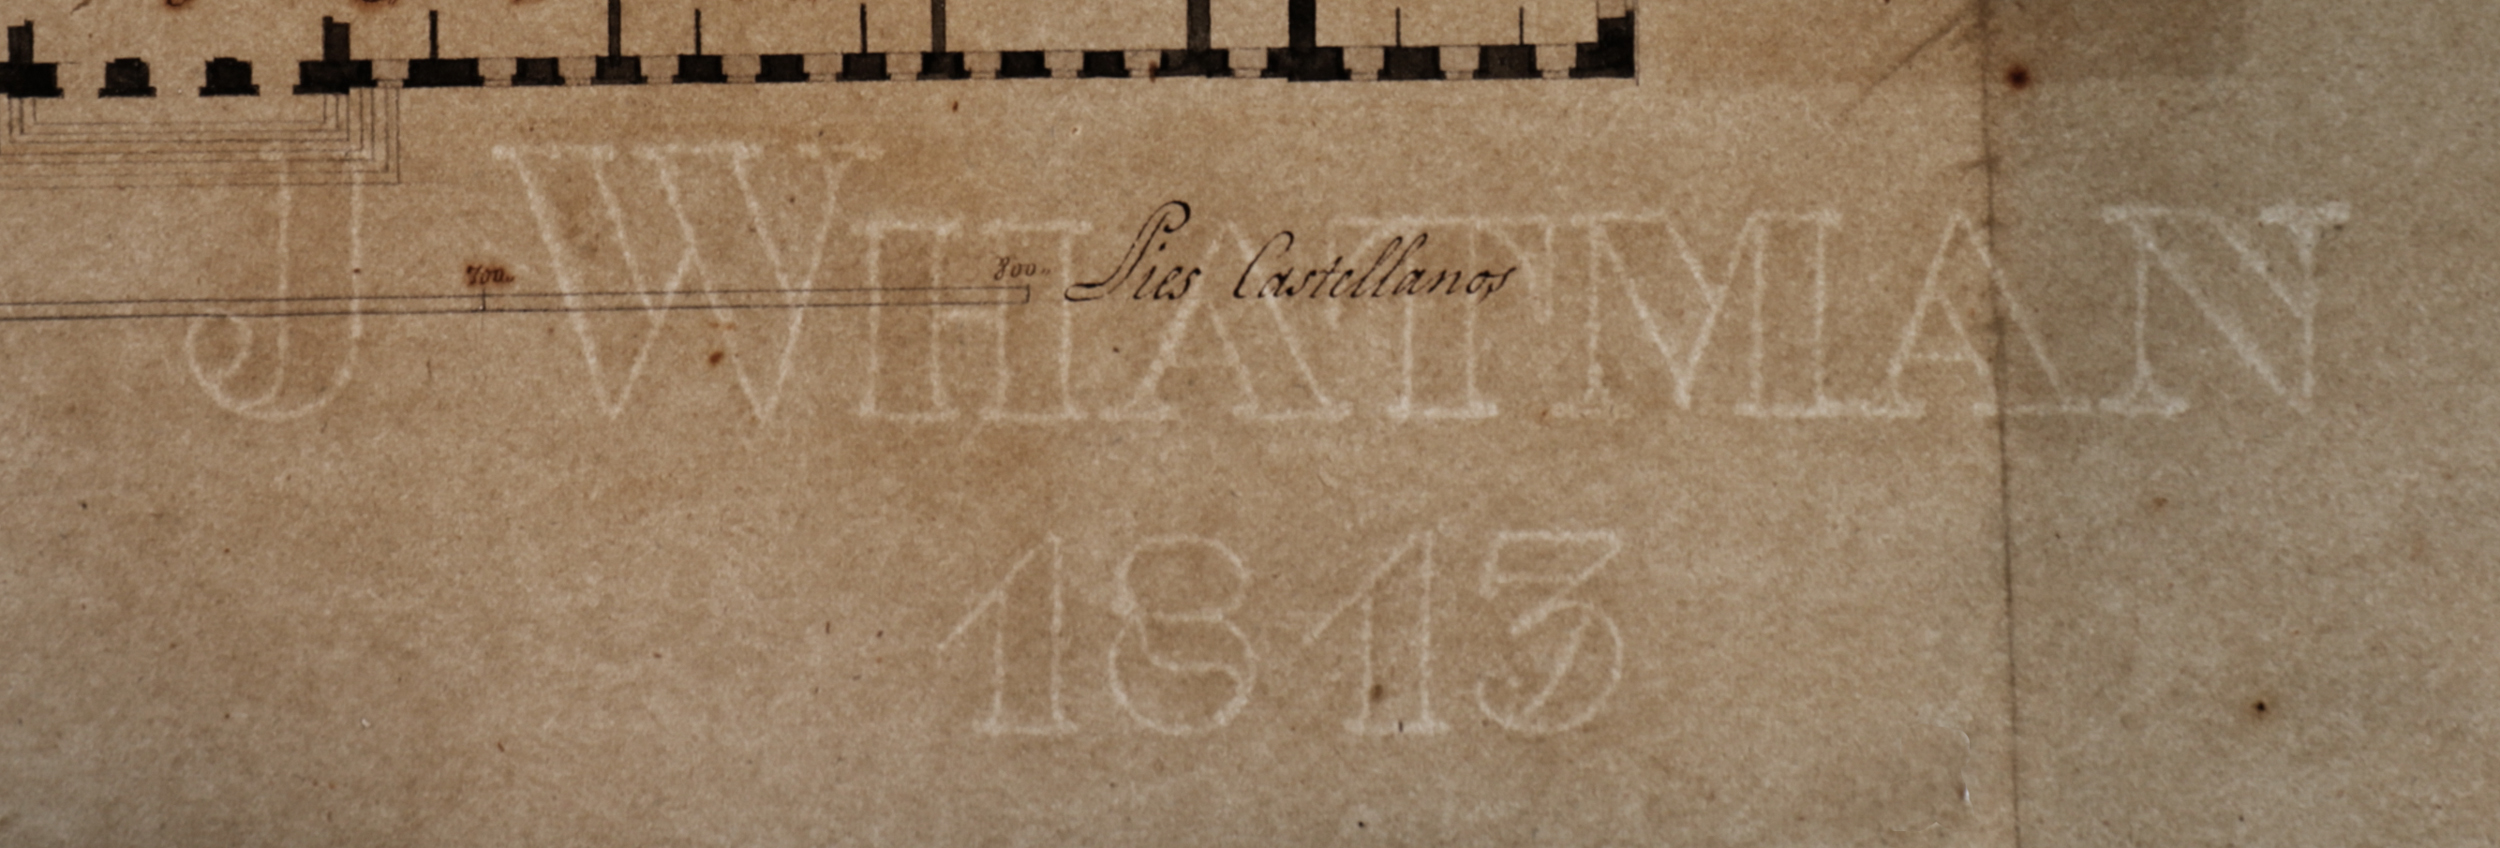 700
800
Pies Castellanos
J WHATMAN
1813